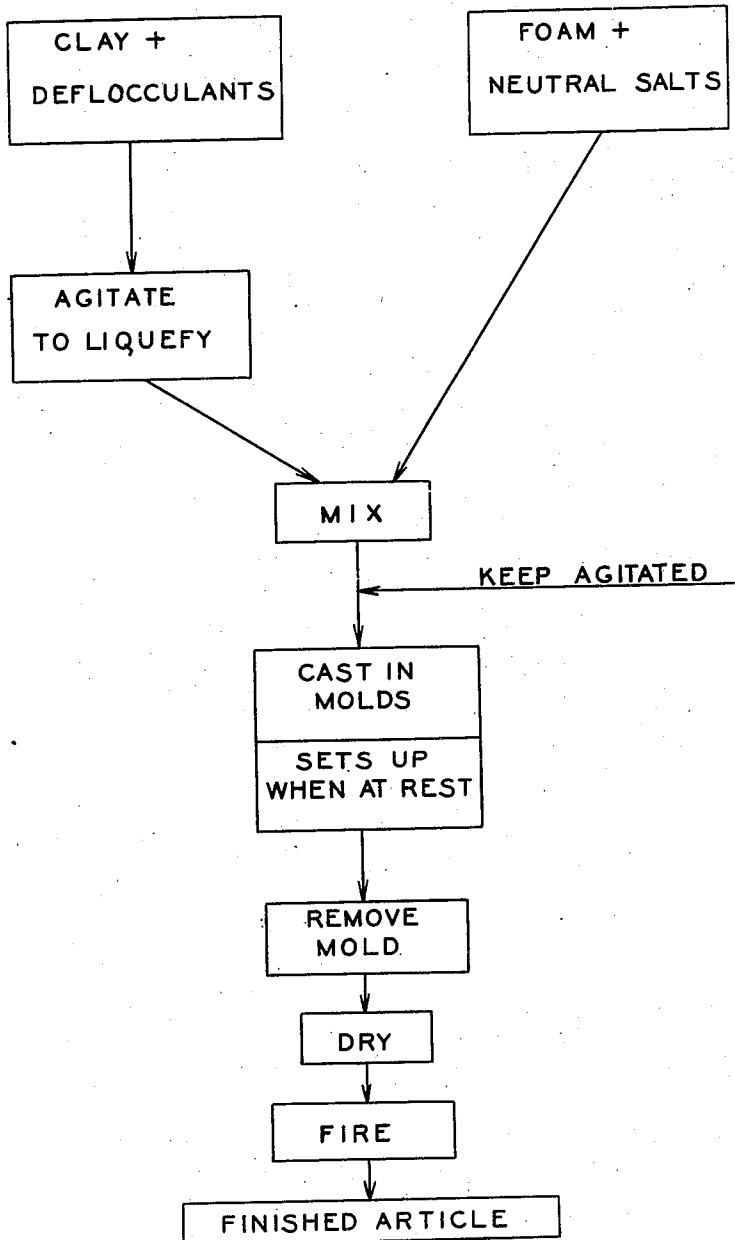 CLAY +
DEFLOCCULANTS
FOAM +
NEUTRAL SALTS
AGITATE
TO LIQUEFY
MIX
KEEP AGITATED
CAST IN
MOLDS
SETS UP
WHEN AT REST
REMOVE
MOLD
DRY
FIRE
FINISHED ARTICLE